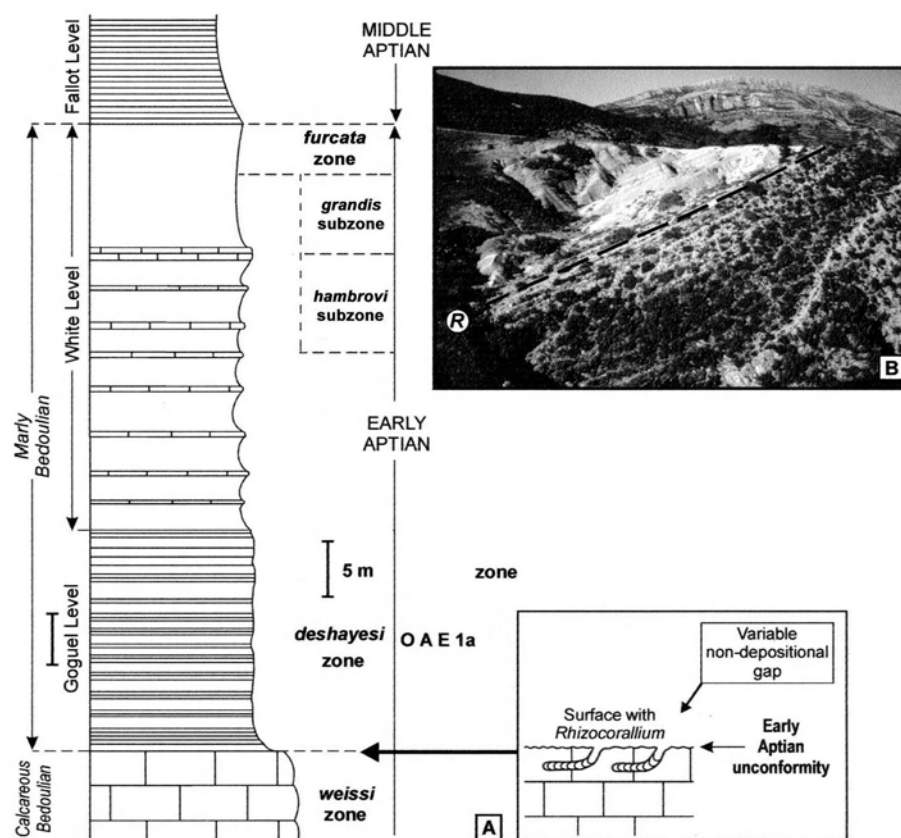 Fallot Level
MIDDLE
APTIAN
furcata
zone
grandis
subzone
hambrovi
subzone
White Level
Marly
Bedoulian
EARLY
APTIAN
R
B
5 m
zone
Goguel Level
deshayesi
zone
O A E 1a
Variable
non-depositional
gap
Surface with
Rhizocorallium
Early
Aptian
unconformity
Calcareous
Bedoulian
weissi
zone
A